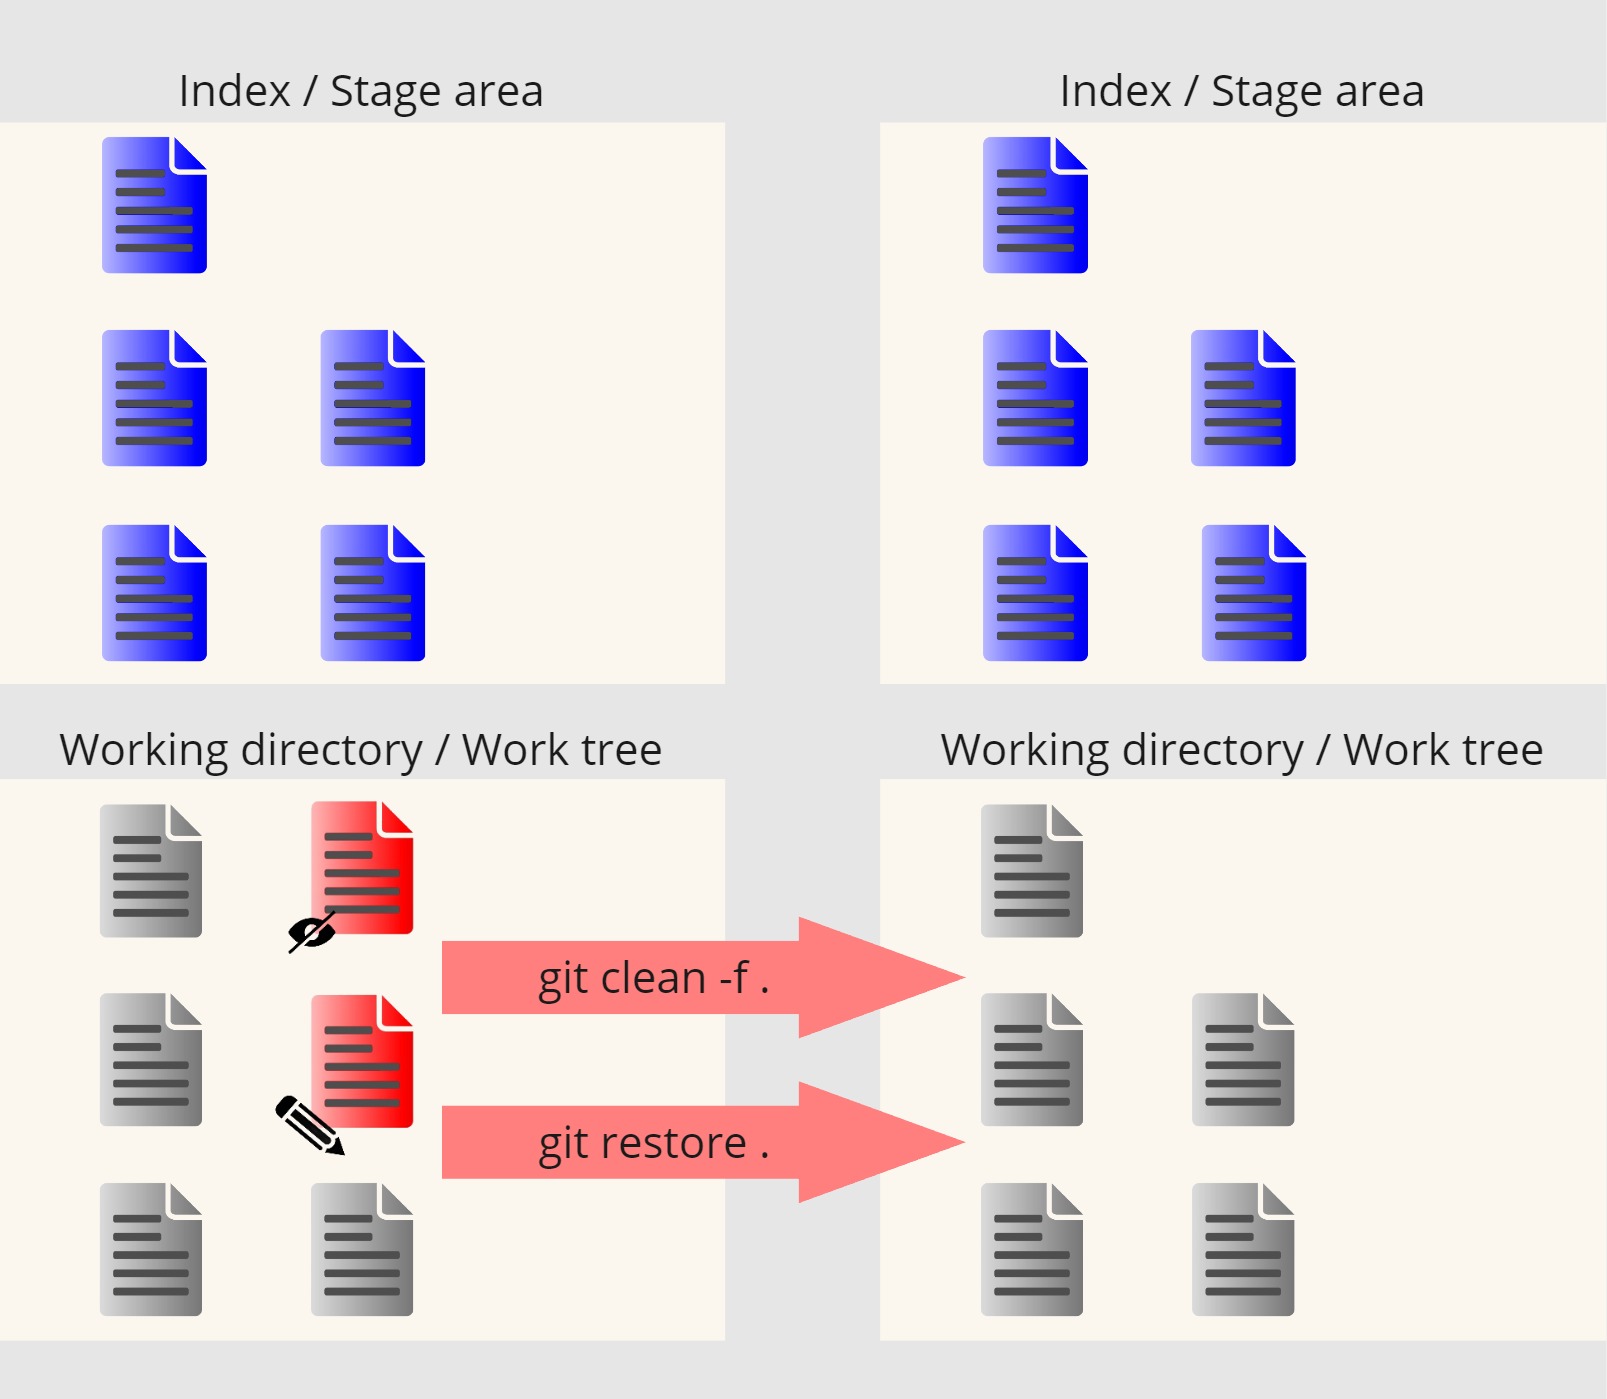 Index / Stage area
Index / Stage area
Working directory / Work tree
Working directory / Work tree
git clean -f .
git restore .